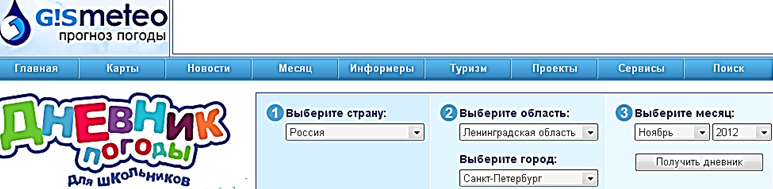 GISmeteo
прогноз погоды
Главная Карты Новости Месяц Информеры Туризм Проекты Сервисы Поиск
ДНЕВНИК
ПОГОДЫ
для школьников
1 Выберите страну:
Россия
2 Выберите область:
Ленинградская область
Выберите город:
Санкт-Петербург
3 Выберите месяц:
Ноябрь 2012
Получить дневник